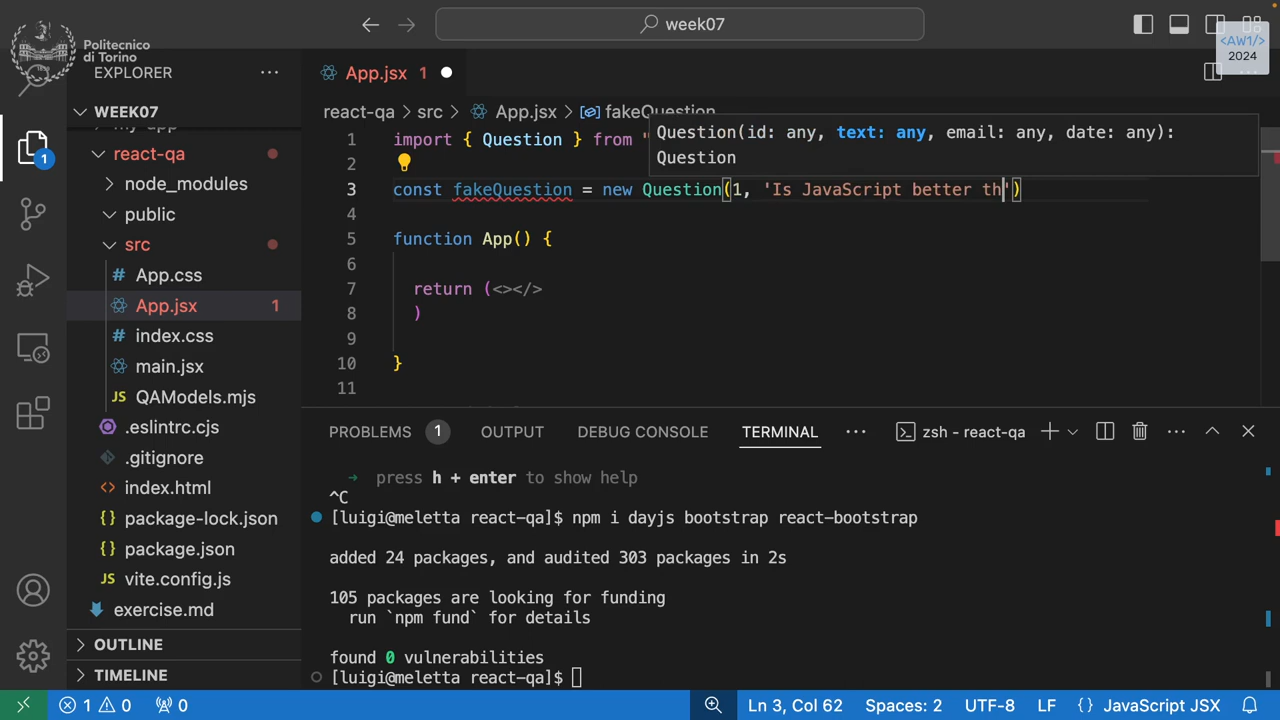 week07
Politecnico
di Torino
<AW1/>
2024
EXPLORER
WEEK07
react-qa
node_modules
public
src
# App.css
App.jsx 1
# index.css
main.jsx
JS QAModels.mjs
.eslintrc.cjs
.gitignore
<> index.html
{} package-lock.json
{} package.json
JS vite.config.js
exercise.md
OUTLINE
TIMELINE
App.jsx 1
react-qa > src > App.jsx > fakeQuestion
Question(id: any, text: any, email: any, date: any):
Question
1 import { Question } from
2
3 const fakeQuestion = new Question(1, 'Is JavaScript better th')
4
5 function App() {
6
7 return (<></>
8 )
9
10 }
11
PROBLEMS 1 OUTPUT DEBUG CONSOLE TERMINAL ··· zsh - react-qa
→ press h + enter to show help
^C
[luigi@meletta react-qa]$ npm i dayjs bootstrap react-bootstrap
added 24 packages, and audited 303 packages in 2s
105 packages are looking for funding
run `npm fund` for details
found 0 vulnerabilities
[luigi@meletta react-qa]$
1 0 0 Ln 3, Col 62 Spaces: 2 UTF-8 LF {} JavaScript JSX